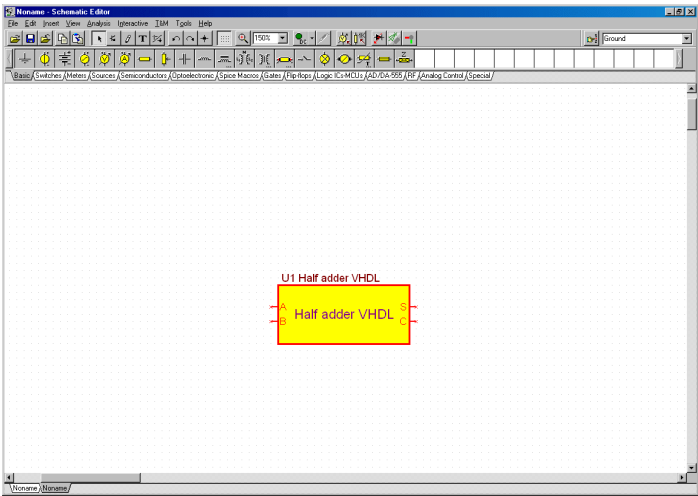 Noname - Schematic Editor
File Edit Insert View Analysis Interactive T&M Tools Help
T 150% Ground
Basic Switches Meters Sources Semiconductors Optoelectronic Spice Macros Gates Flip-flops Logic ICs-MCUs AD/DA-555 RF Analog Control Special
U1 Half adder VHDL
A S
Half adder VHDL
B C
Noname Noname